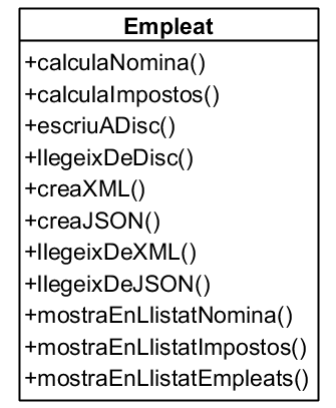 Empleat
+calculaNomina()
+calculaImpostos()
+escriuADisc()
+llegeixDeDisc()
+creaXML()
+creaJSON()
+llegeixDeXML()
+llegeixDeJSON()
+mostraEnLlistatNomina()
+mostraEnLlistatImpostos()
+mostraEnLlistatEmpleats()